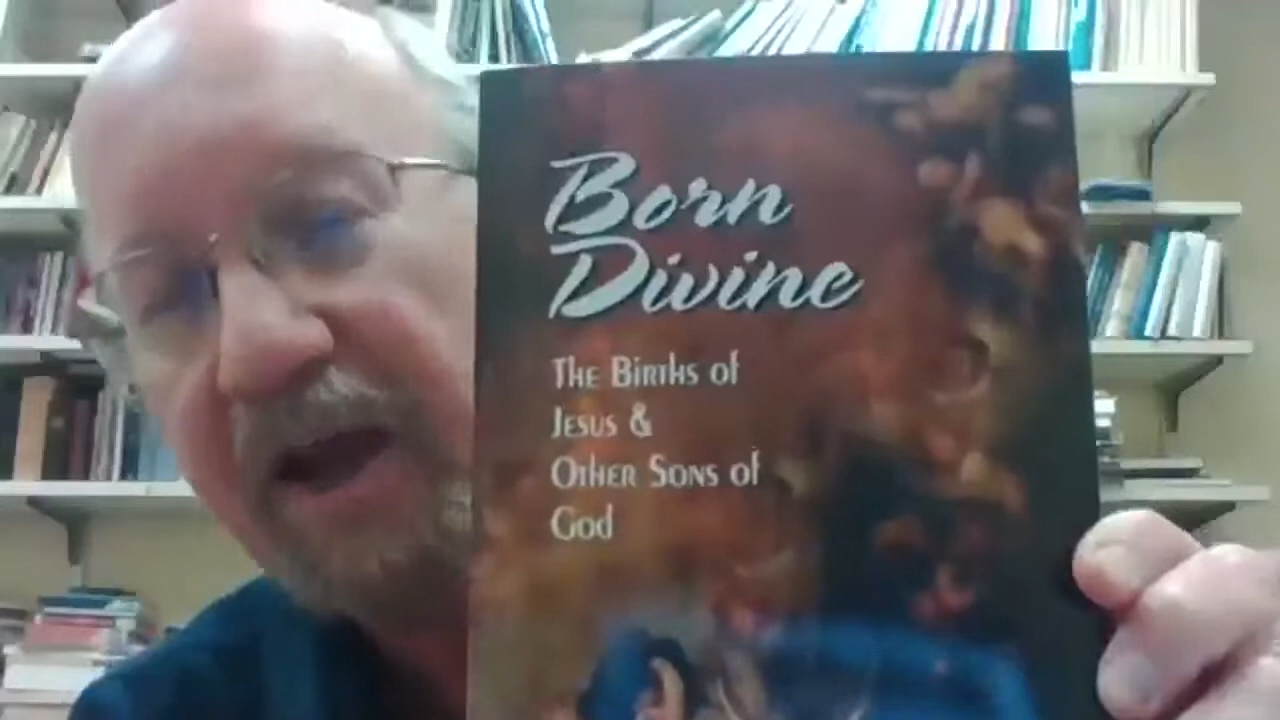 Born
Divine
The Births of
Jesus &
Other Sons of
God